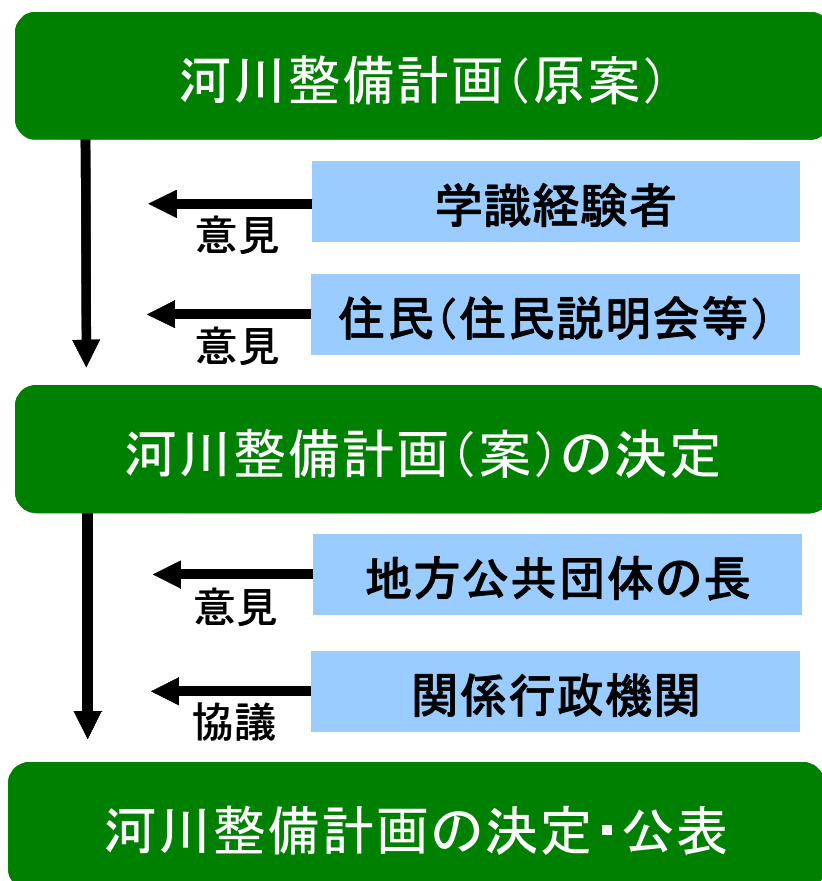 河川整備計画(原案)
学識経験者
意見
住民(住民説明会等)
意見
河川整備計画(案)の決定
地方公共団体の長
意見
関係行政機関
協議
河川整備計画の決定・公表